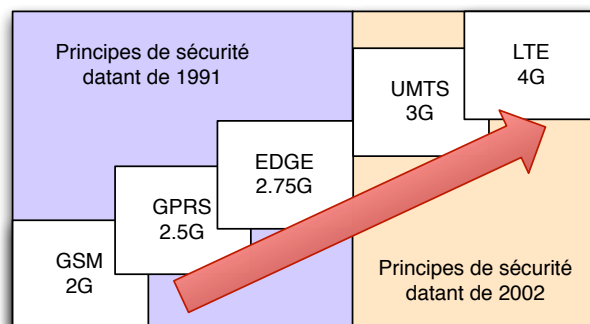 Principes de sécurité
datant de 1991
LTE
4G
UMTS
3G
EDGE
2.75G
GPRS
2.5G
GSM
2G
Principes de sécurité
datant de 2002